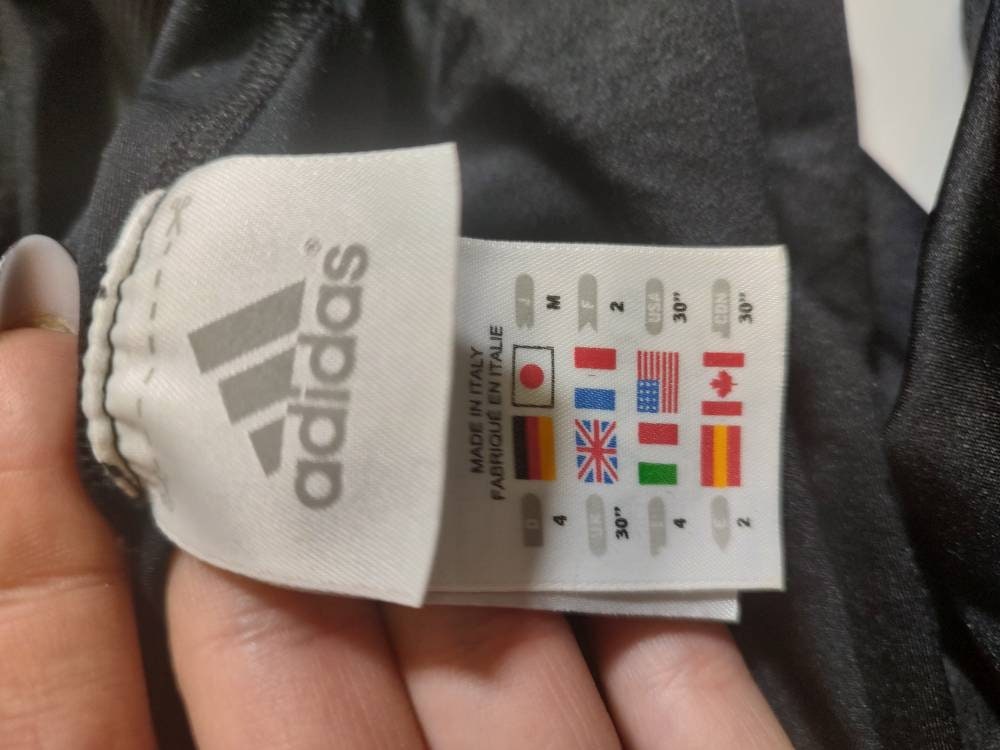 adidas®
MADE IN ITALY
FABRIQUÉ EN ITALIE
D J
4 M
UK F
30” 2
I USA
4 30”
E CDN
2 30”